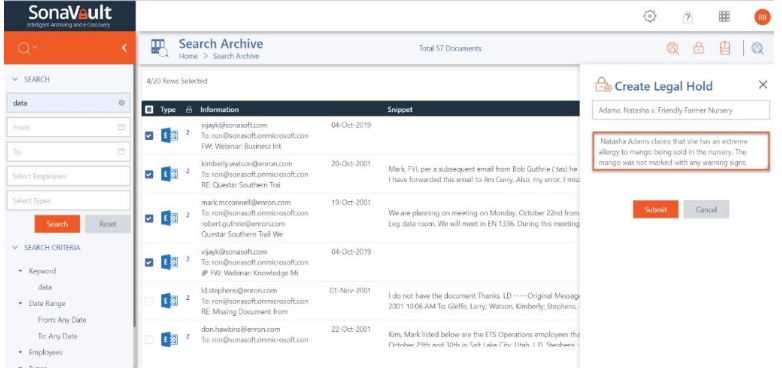 SonaVault
Intelligent Archiving and e-Discovery
RB
Search Archive
Home > Search Archive
Total 57 Documents
SEARCH
data
From
To
Select Employees
Select Types
Search Reset
SEARCH CRITERIA
Keyword
data
Date Range
From: Any Date
To: Any Date
Employees
4/20 Rows Selected
Type Information Snippet
2 vijayk@sonasoft.com 04-Oct-2019
To: ron@sonasoft.onmicrosoft.con
FW: Webinar: Business Int
2 kimberly.watson@enron.com 20-Oct-2001
To: ron@sonasoft.onmicrosoft.con
RE: Questar Southern Trai
Mark, FYI, per a subsequent email from Bob Guthrie ( tax) he
I have forwarded this email to Jim Curry. Also, my error, I misa
2 mark.mcconnell@enron.com 19-Oct-2001
To: ron@sonasoft.onmicrosoft.con
robert.guthrie@enron.com
Questar Southern Trail We
We are planning on meeting on Monday, October 22nd from
Leg data room. We will meet in EN 1336. During this meeting
2 vijayk@sonasoft.com 04-Oct-2019
To: ron@sonasoft.onmicrosoft.con
FW: Webinar: Knowledge Mi
2 ld.stephens@enron.com 01-Nov-2001
To: ron@sonasoft.onmicrosoft.con
RE: Missing Document from
I do not have the document Thanks, LD -----Original Messag
2001 10:06 AM To: Gleffe, Larry; Watson, Kimberly; Stephens,
2 don.hawkins@enron.com 22-Oct-2001
To: ron@sonasoft.onmicrosoft.con
Kim, Mark listed below are the ETS Operations employees tha
October 29th and 30th in Salt Lake City, Utah. L.D. Stephens
Create Legal Hold
Adams, Natasha v. Friendly Farmer Nursery
Natasha Adams claims that she has an extreme
allergy to mango being sold in the nursery. The
mango was not marked with any warning signs.
Submit Cancel